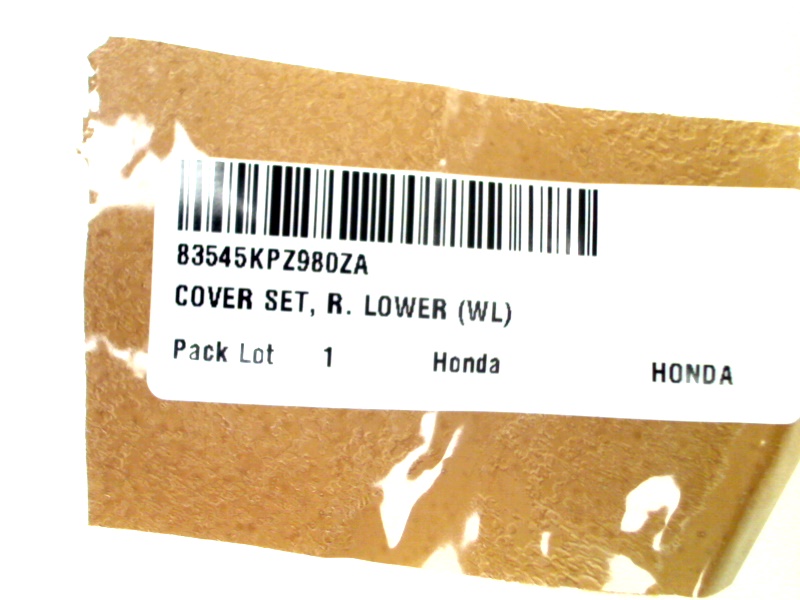 83545KPZ980ZA
COVER SET, R. LOWER (WL)
Pack Lot 1 Honda HONDA